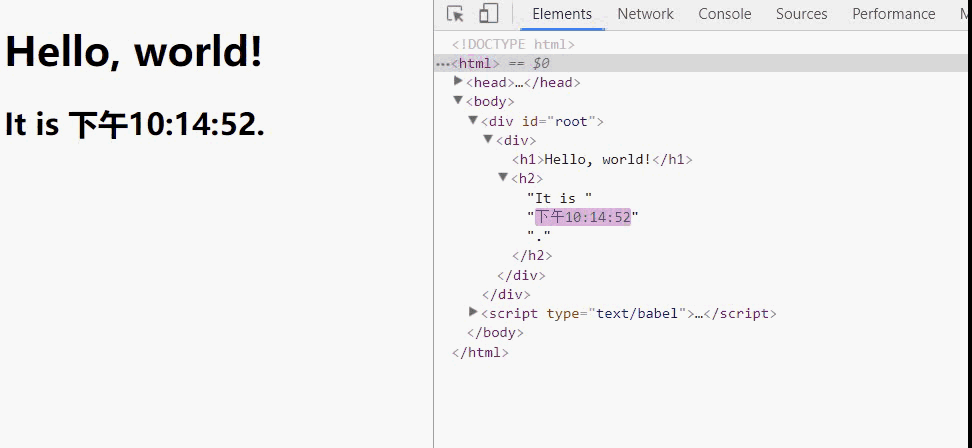 Hello, world!
It is 下午10:14:52.
Elements Network Console Sources Performance M
<!DOCTYPE html>
…<html> == $0
<head>…</head>
<body>
<div id="root">
<div>
<h1>Hello, world!</h1>
<h2>
"It is "
"下午10:14:52"
"."
</h2>
</div>
</div>
<script type="text/babel">…</script>
</body>
</html>